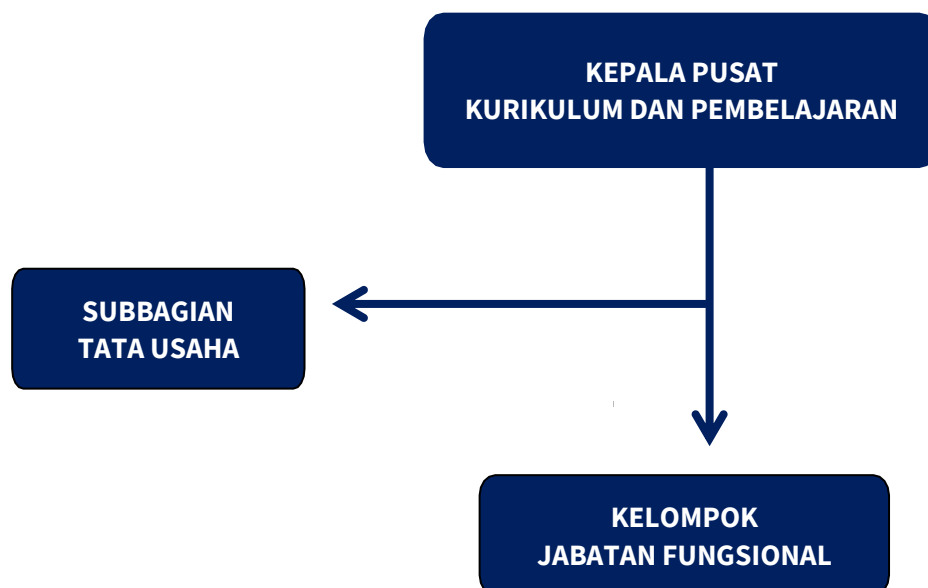 KEPALA PUSAT
KURIKULUM DAN PEMBELAJARAN
SUBBAGIAN
TATA USAHA
KELOMPOK
JABATAN FUNGSIONAL